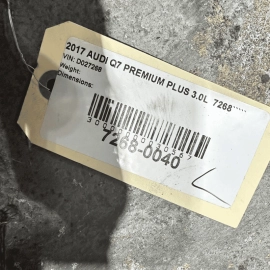 2017 AUDI Q7 PREMIUM PLUS 3.0L 7268*****
VIN: D027268
Weight:
Dimensions:
7268-0040